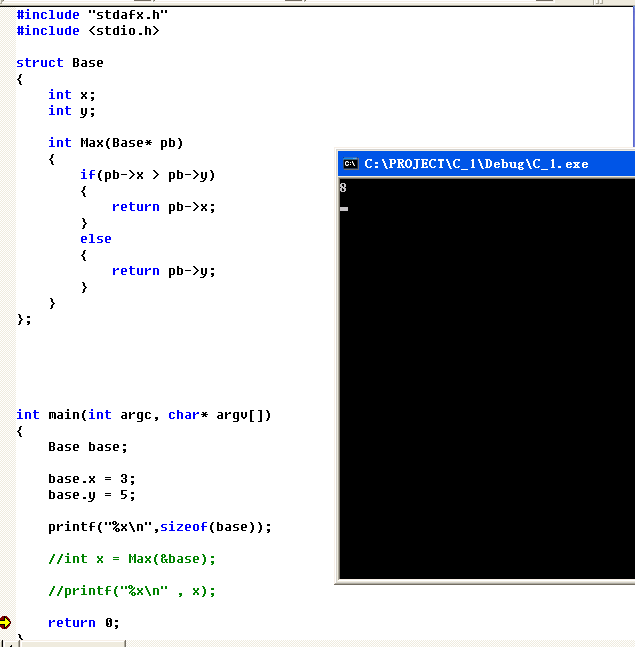 #include "stdafx.h"
#include <stdio.h>
struct Base
{
    int x;
    int y;
    int Max(Base* pb)
    {
        if(pb->x > pb->y)
        {
            return pb->x;
        }
        else
        {
            return pb->y;
        }
    }
};
int main(int argc, char* argv[])
{
    Base base;
    base.x = 3;
    base.y = 5;
    printf("%x\n",sizeof(base));
    //int x = Max(&base);
    //printf("%x\n" , x);
    return 0;
}
C:\PROJECT\C_1\Debug\C_1.exe
8